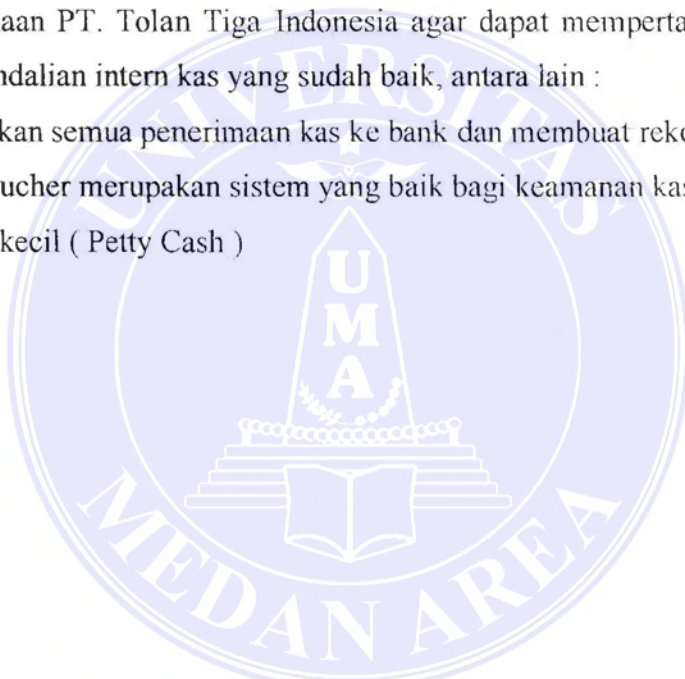 aan PT. Tolan Tiga Indonesia agar dapat memperta
ndalian intern kas yang sudah baik, antara lain :
kan semua penerimaan kas ke bank dan membuat reko
ucher merupakan sistem yang baik bagi keamanan kas
kecil ( Petty Cash )
UNIVERSITAS
UMA
MEDAN AREA